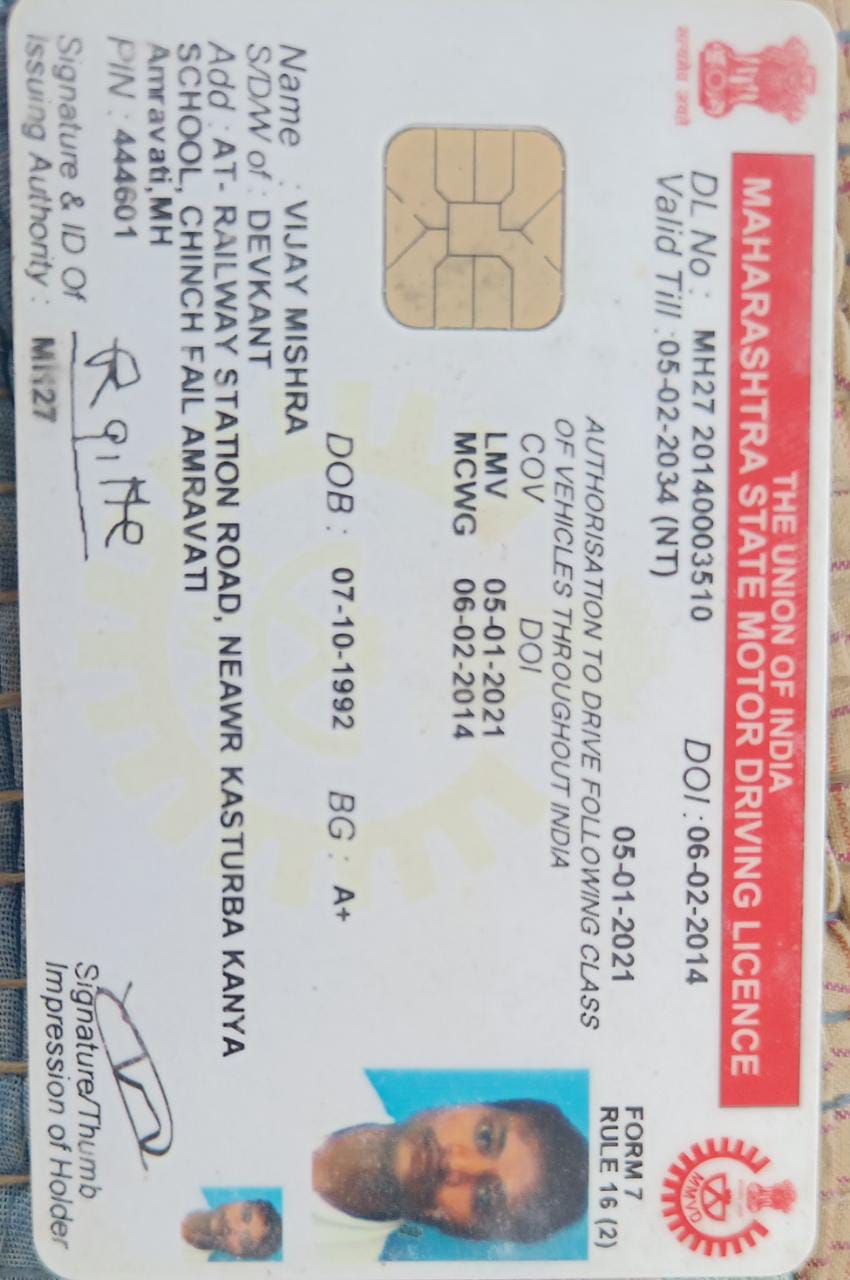 सत्यमेव जयते
THE UNION OF INDIA
MAHARASHTRA STATE MOTOR DRIVING LICENCE
MMVD
DL No : MH27 20140003510 DOI : 06-02-2014
Valid Till : 05-02-2034 (NT)
05-01-2021
FORM 7
RULE 16 (2)
AUTHORISATION TO DRIVE FOLLOWING CLASS
OF VEHICLES THROUGHOUT INDIA
COV DOI
LMV 05-01-2021
MCWG 06-02-2014
DOB : 07-10-1992 BG : A+
Name : VIJAY MISHRA
S/D/W of : DEVKANT
Add : AT- RAILWAY STATION ROAD, NEAWR KASTURBA KANYA
SCHOOL, CHINCH FAIL AMRAVATI
Amravati,MH
PIN : 444601
Signature & ID Of
Issuing Authority : MH27
Signature/Thumb
Impression of Holder